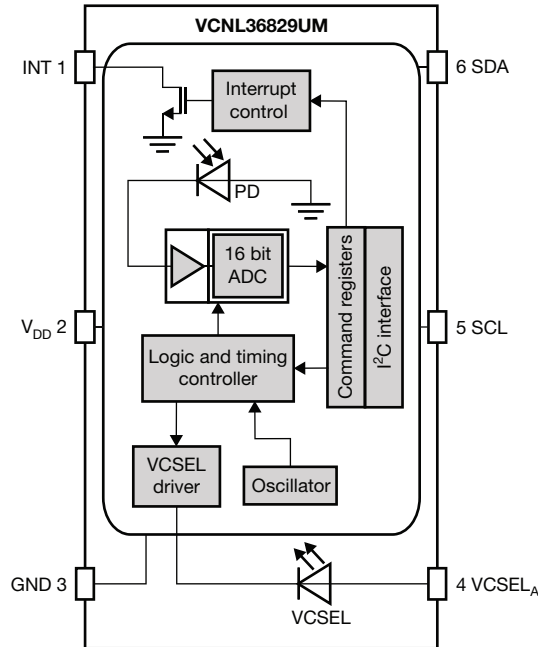 VCNL36829UM
INT 1
6 SDA
Interrupt
control
PD
16 bit
ADC
Command registers
I²C interface
V_DD 2
5 SCL
Logic and timing
controller
VCSEL
driver
Oscillator
GND 3
4 VCSEL_A
VCSEL